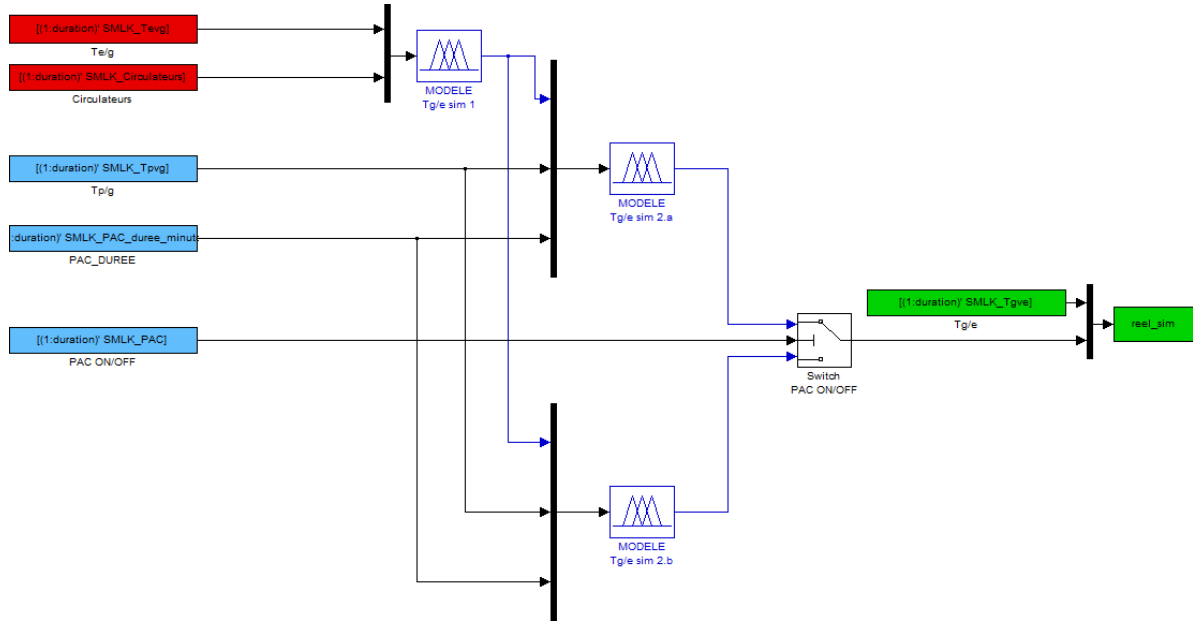 [(1:duration)' SMLK_Tevg]
Te/g
[(1:duration)' SMLK_Circulateurs]
Circulateurs
MODELE
Tg/e sim 1
[(1:duration)' SMLK_Tpvg]
Tp/g
MODELE
Tg/e sim 2.a
:duration)' SMLK_PAC_duree_minut
PAC_DUREE
[(1:duration)' SMLK_Tgve]
Tg/e
reel_sim
[(1:duration)' SMLK_PAC]
PAC ON/OFF
Switch
PAC ON/OFF
MODELE
Tg/e sim 2.b